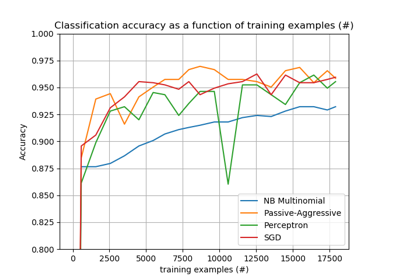 Classification accuracy as a function of training examples (#)
1.000
0.975
0.950
0.925
0.900
0.875
0.850
0.825
0.800
Accuracy
NB Multinomial
Passive-Aggressive
Perceptron
SGD
0 2500 5000 7500 10000 12500 15000 17500
training examples (#)